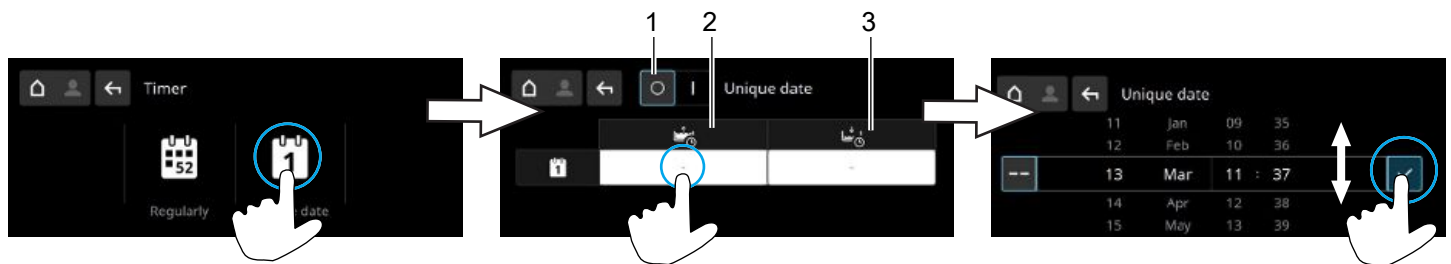 1 2 3
Timer
52
1
Regularly
date
Unique date
1
-
-
Unique date
11 Jan 09 35
12 Feb 10 36
-- 13 Mar 11 : 37
14 Apr 12 38
15 May 13 39